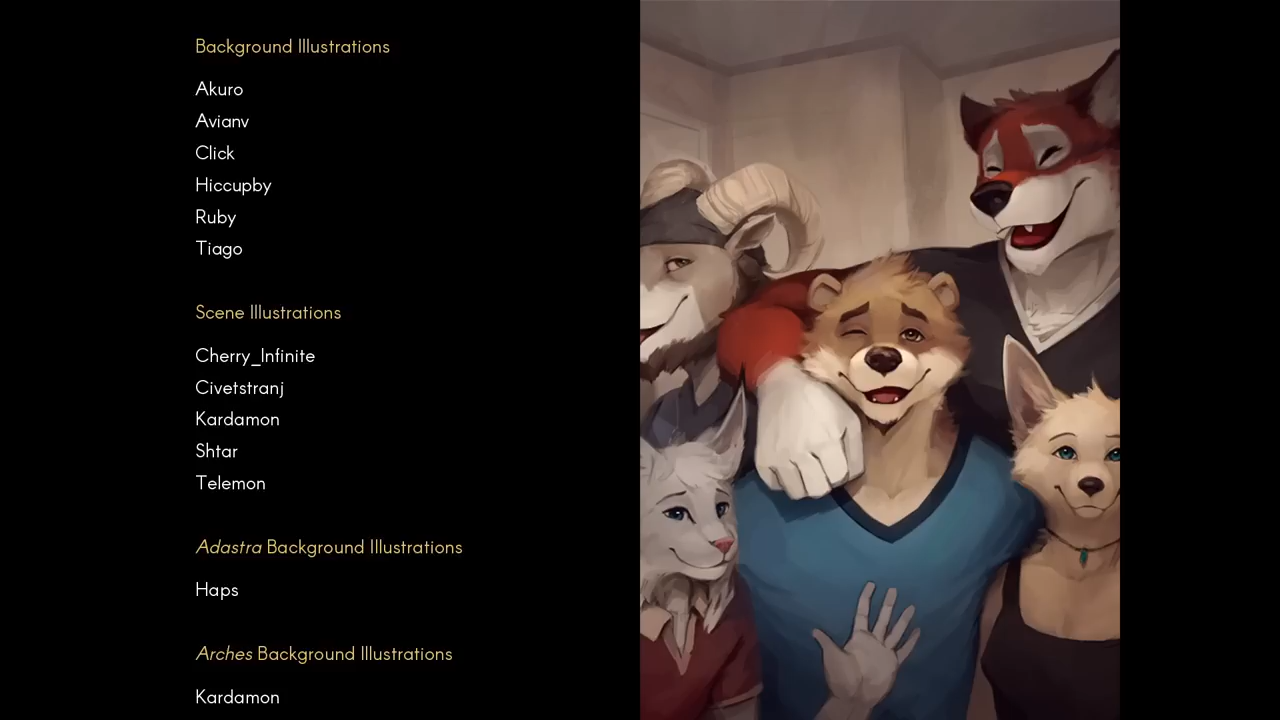 Background Illustrations
Akuro
Avianv
Click
Hiccupby
Ruby
Tiago
Scene Illustrations
Cherry_Infinite
Civetstranj
Kardamon
Shtar
Telemon
Adastra Background Illustrations
Haps
Arches Background Illustrations
Kardamon